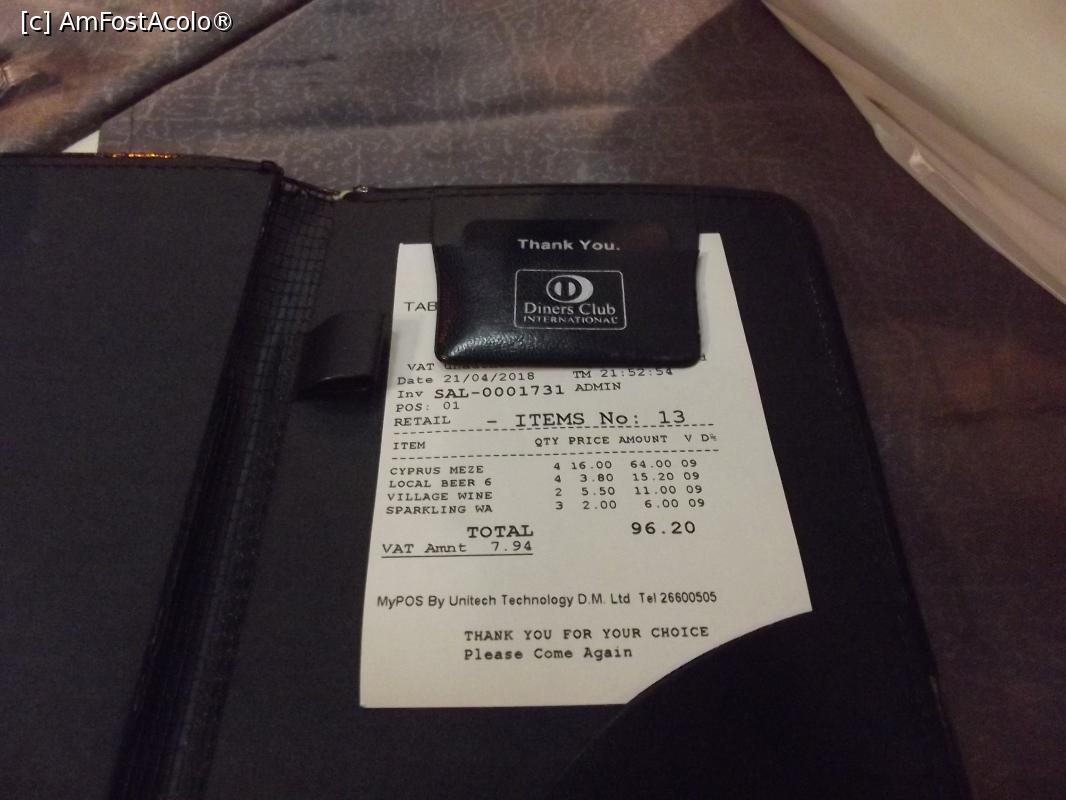 [c] AmFostAcolo®
Thank You.
Diners Club
INTERNATIONAL
TAB
VAT
Date 21/04/2018 TM 21:52:54
Inv SAL-0001731 ADMIN
POS: 01
RETAIL - ITEMS No: 13
ITEM QTY PRICE AMOUNT V D%
CYPRUS MEZE 4 16.00 64.00 09
LOCAL BEER 6 4 3.80 15.20 09
VILLAGE WINE 2 5.50 11.00 09
SPARKLING WA 3 2.00 6.00 09
TOTAL 96.20
VAT Amnt 7.94
MyPOS By Unitech Technology D.M. Ltd Tel 26600505
THANK YOU FOR YOUR CHOICE
Please Come Again